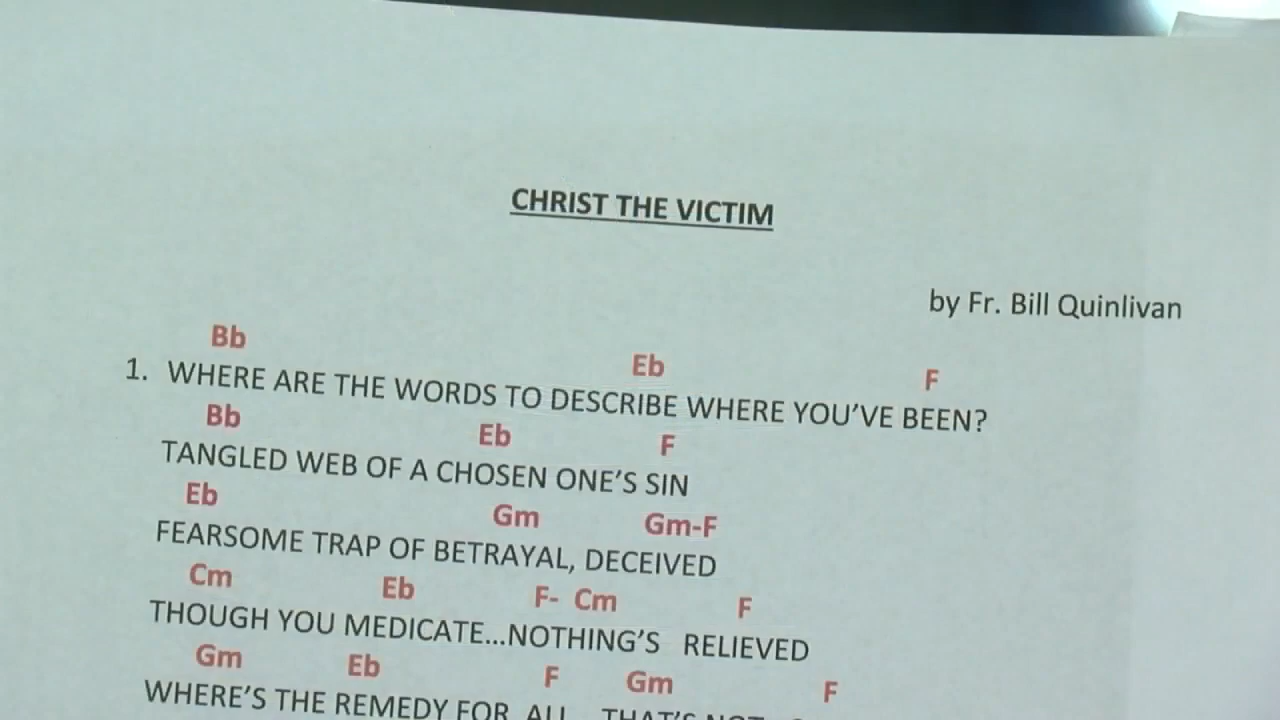 CHRIST THE VICTIM
by Fr. Bill Quinlivan
Bb Eb F
1. WHERE ARE THE WORDS TO DESCRIBE WHERE YOU'VE BEEN?
Bb Eb F
TANGLED WEB OF A CHOSEN ONE'S SIN
Eb Gm Gm-F
FEARSOME TRAP OF BETRAYAL, DECEIVED
Cm Eb F- Cm F
THOUGH YOU MEDICATE...NOTHING'S RELIEVED
Gm Eb F Gm F
WHERE'S THE REMEDY FOR ALL THAT'S NOT